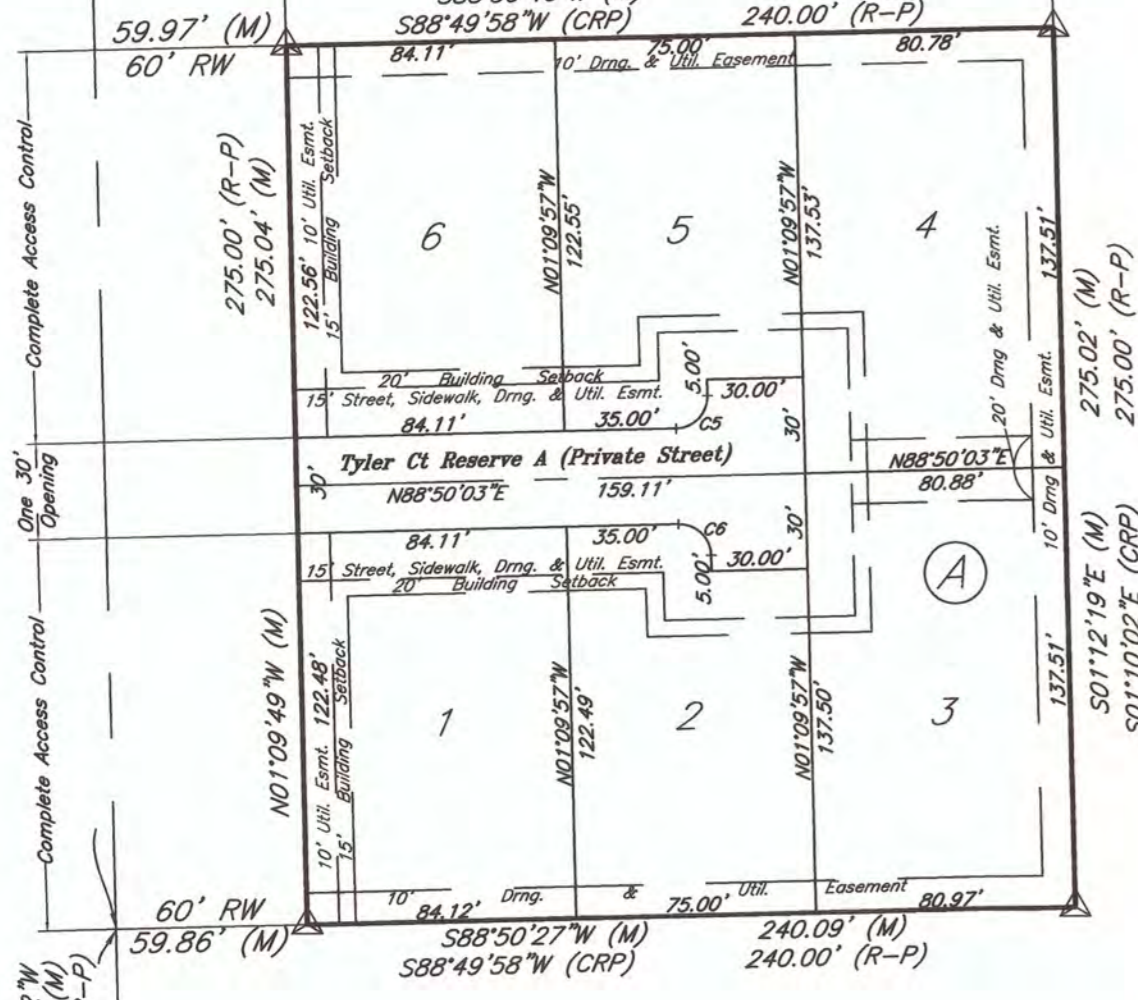 59.97' (M)
60' RW
S88°49'58"W (CRP)
240.00' (R-P)
84.11'
75.00'
80.78'
10' Drng. & Util. Easement
Complete Access Control
275.00' (R-P)
275.04' (M)
122.56'
10' Util. Esmt.
15' Building Setback
6
N01°09'57"W
122.55'
5
N01°09'57"W
137.53'
4
20' Drng & Util. Esmt.
137.51'
275.02' (M)
275.00' (R-P)
20' Building Setback
15' Street, Sidewalk, Drng. & Util. Esmt.
84.11'
35.00'
5.00'
C5
30.00'
30'
One 30' Opening
30'
Tyler Ct Reserve A (Private Street)
N88°50'03"E
159.11'
N88°50'03"E
80.88'
10' Drng & Util. Esmt.
84.11'
35.00'
C6
5.00'
30.00'
30'
15' Street, Sidewalk, Drng. & Util. Esmt.
20' Building Setback
A
Complete Access Control
N01°09'49"W (M)
122.48'
10' Util. Esmt.
15' Building Setback
1
N01°09'57"W
122.49'
2
N01°09'57"W
137.50'
3
137.51'
S01°12'19"E (M)
S01°10'02"E (CRP)
10' Drng. & Util. Easement
84.12'
75.00'
80.97'
60' RW
59.86' (M)
S88°50'27"W (M)
240.09' (M)
S88°49'58"W (CRP)
240.00' (R-P)
(M)